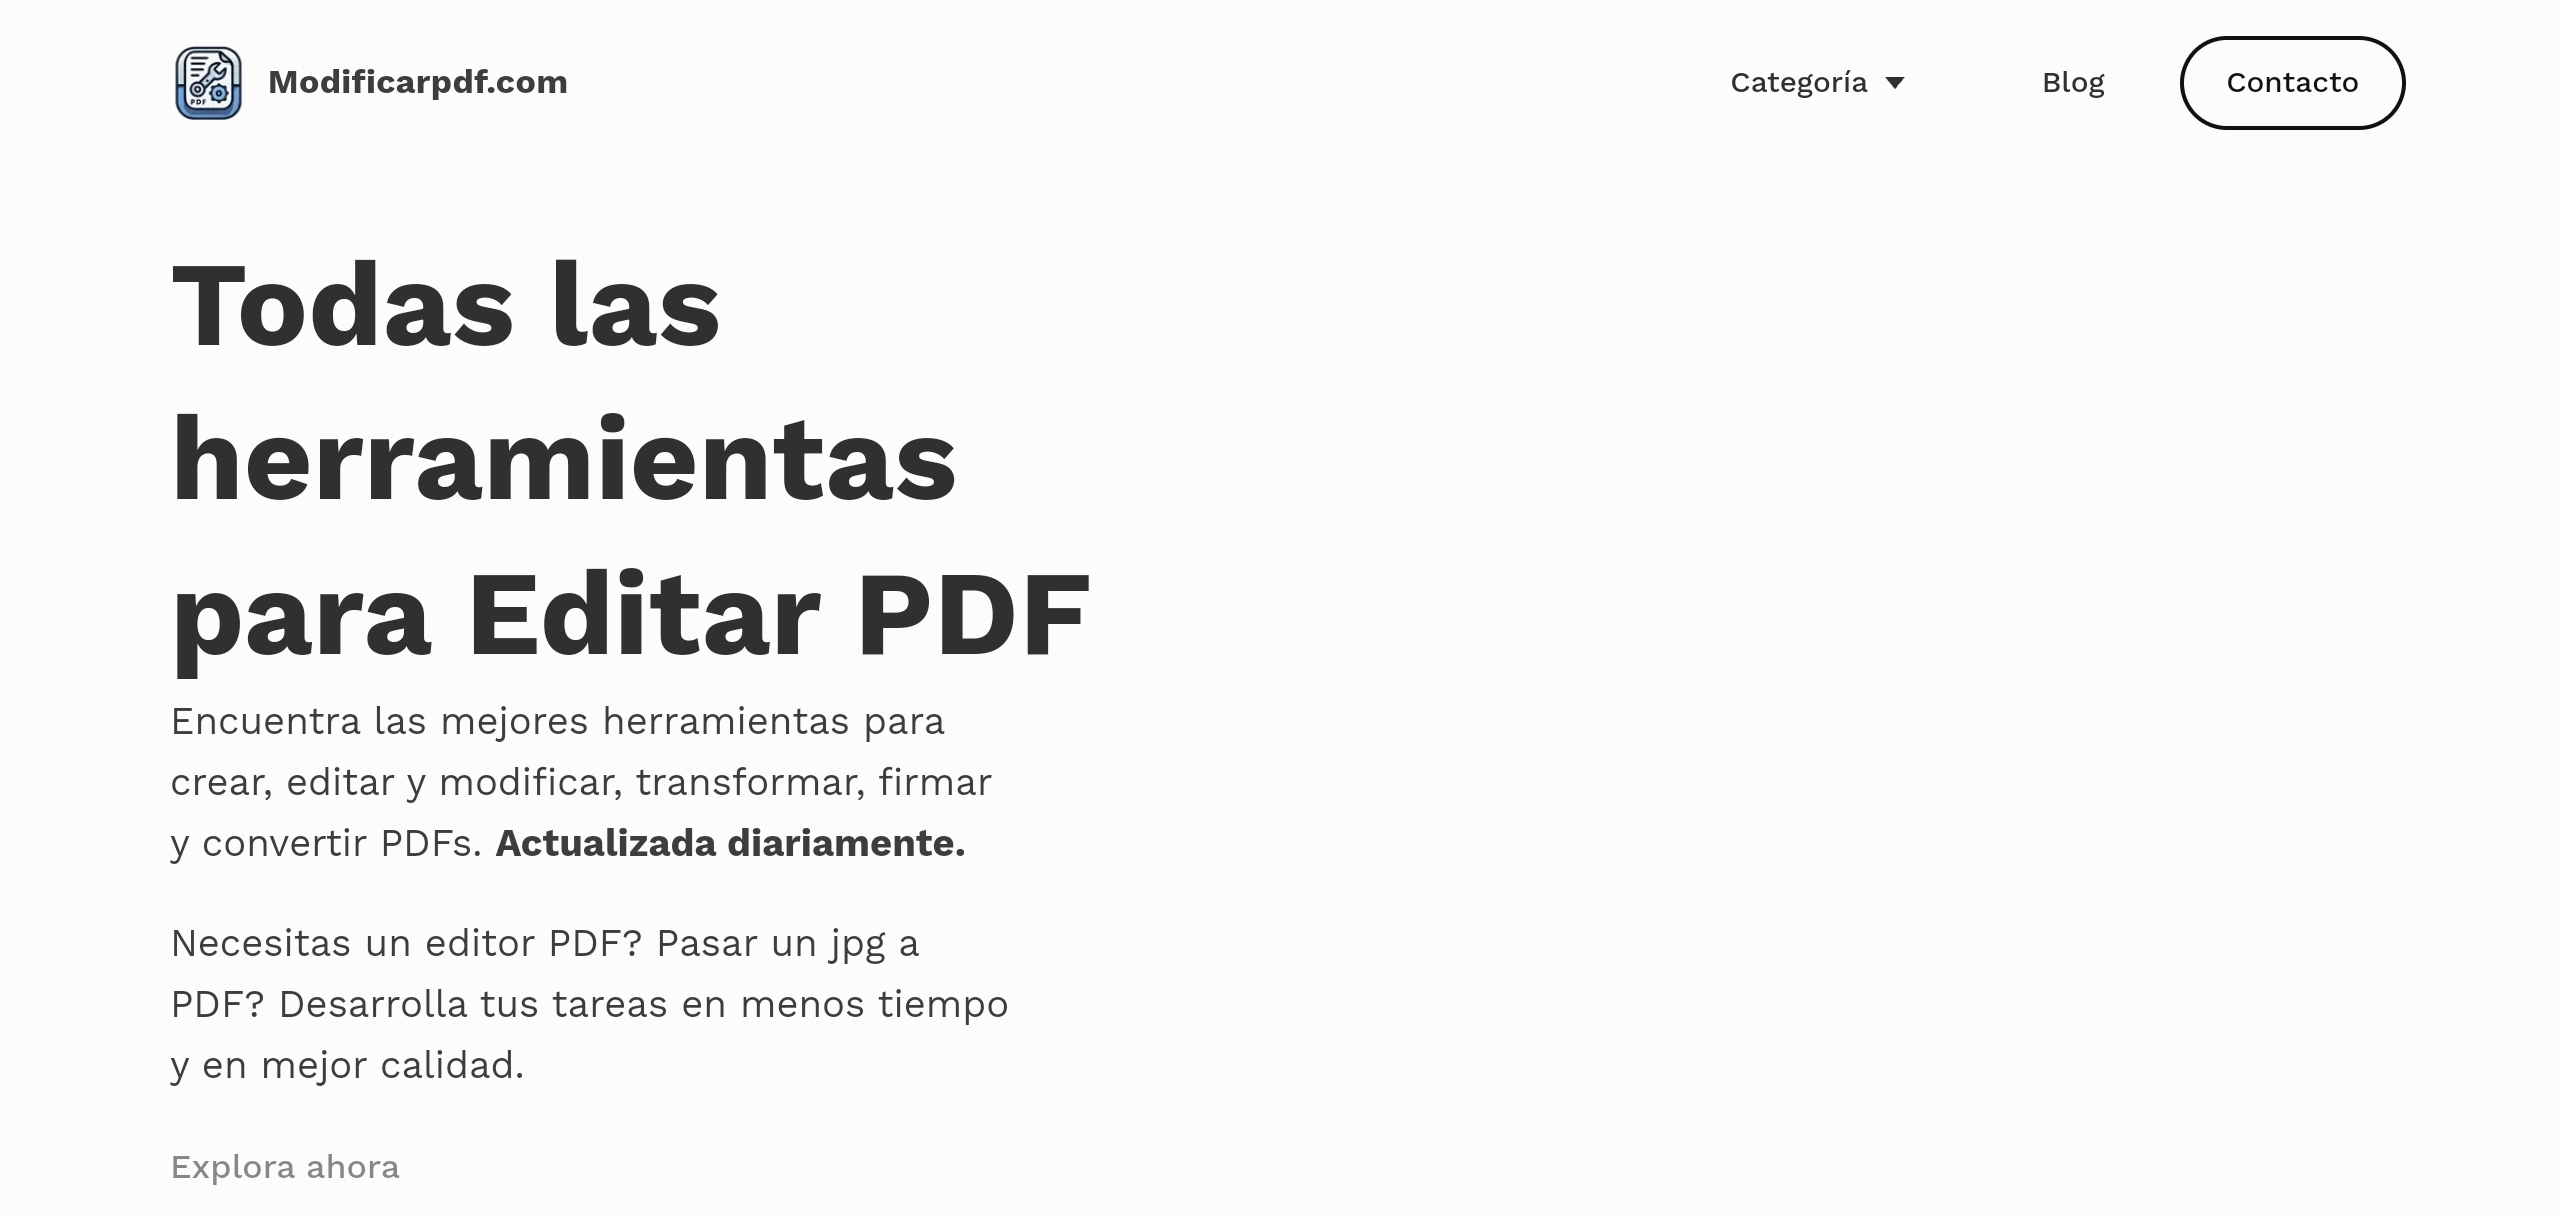 Modificarpdf.com
Categoría
Blog
Contacto
Todas las
herramientas
para Editar PDF
Encuentra las mejores herramientas para
crear, editar y modificar, transformar, firmar
y convertir PDFs. Actualizada diariamente.
Necesitas un editor PDF? Pasar un jpg a
PDF? Desarrolla tus tareas en menos tiempo
y en mejor calidad.
Explora ahora
PDF